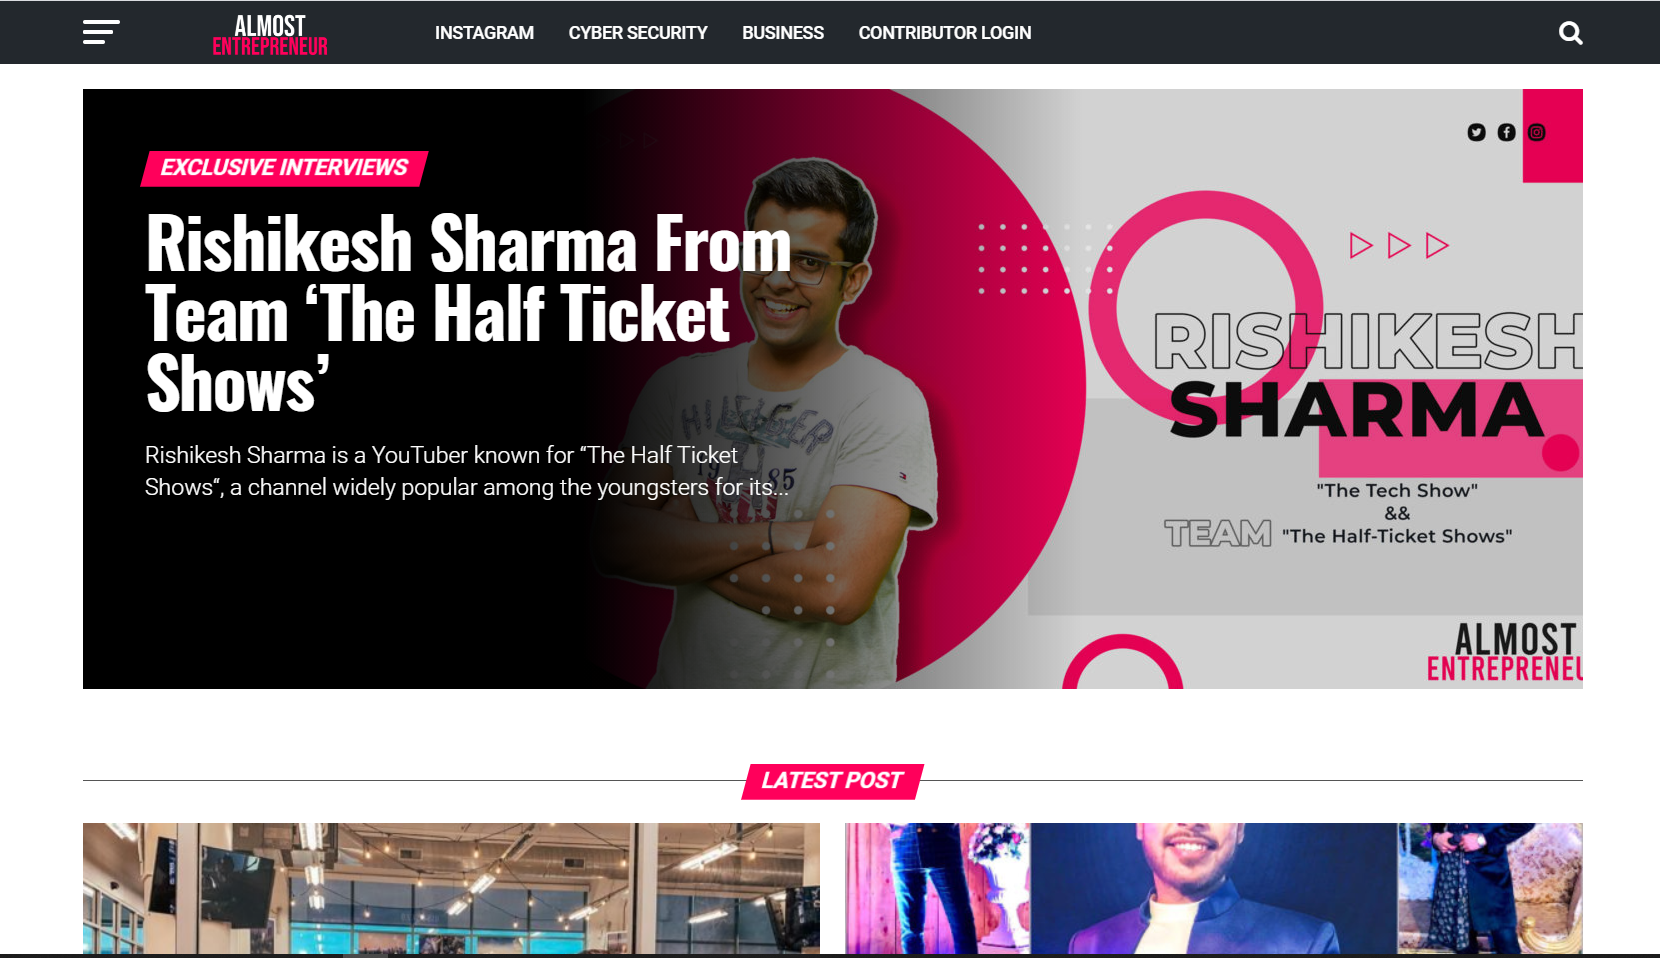 ALMOST
ENTREPRENEUR
INSTAGRAM
CYBER SECURITY
BUSINESS
CONTRIBUTOR LOGIN
EXCLUSIVE INTERVIEWS
Rishikesh Sharma From
Team ‘The Half Ticket
Shows’
Rishikesh Sharma is a YouTuber known for “The Half Ticket
Shows“, a channel widely popular among the youngsters for its...
HILFIGER
1985
RISHIKESH
SHARMA
"The Tech Show"
&&
TEAM "The Half-Ticket Shows"
ALMOST
ENTREPRENEU
LATEST POST